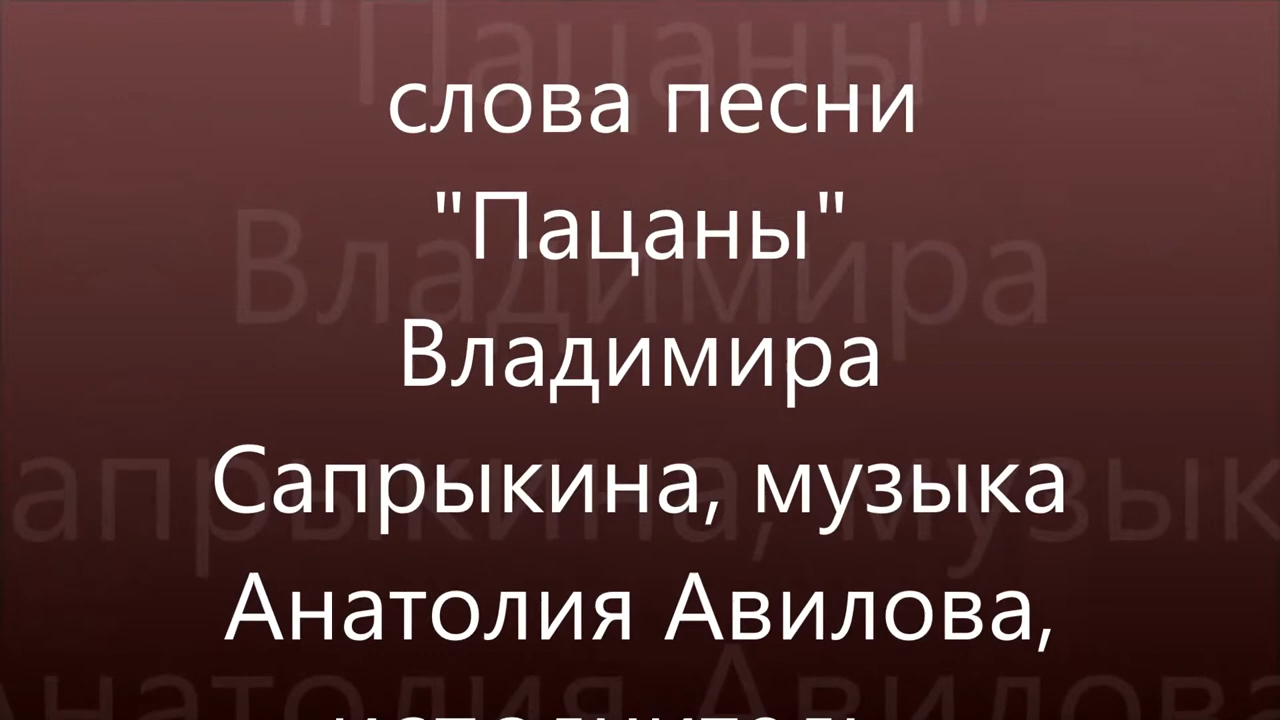 слова песни
"Пацаны"
Владимира
Сапрыкина, музыка
Анатолия Авилова,